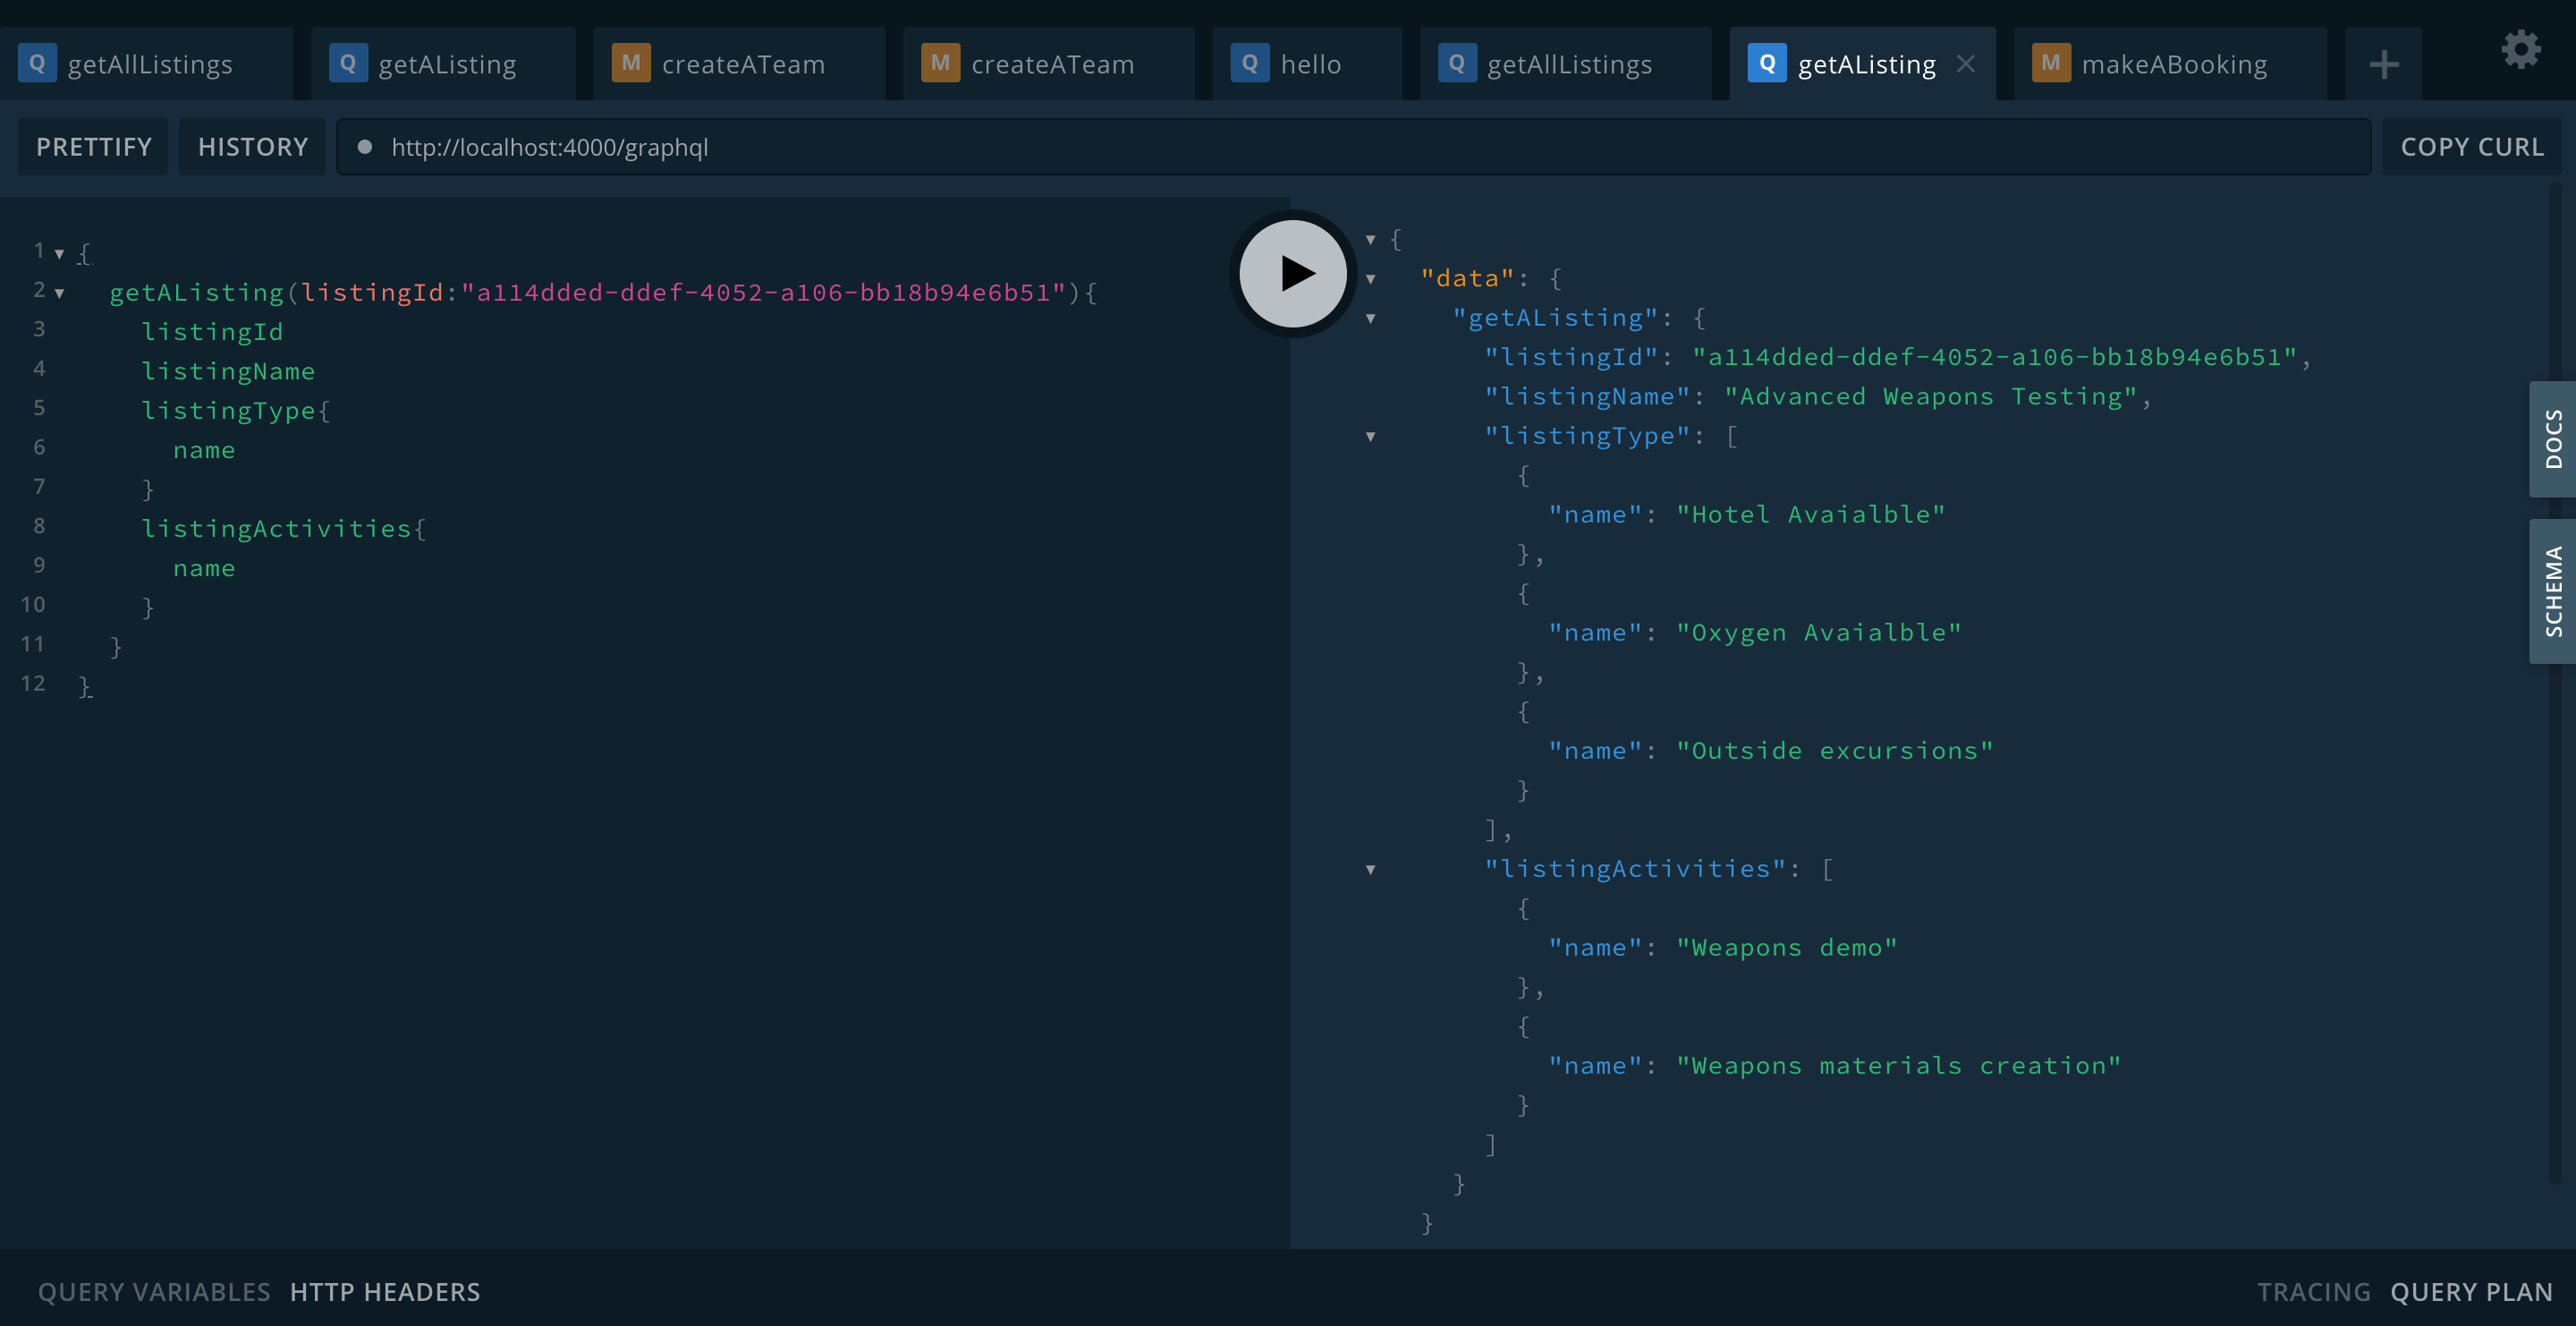 Q getAllListings Q getAListing M createATeam M createATeam Q hello Q getAllListings Q getAListing × M makeABooking +
PRETTIFY HISTORY http://localhost:4000/graphql COPY CURL
1 {
2 getAListing(listingId:"a114dded-ddef-4052-a106-bb18b94e6b51"){
3 listingId
4 listingName
5 listingType{
6 name
7 }
8 listingActivities{
9 name
10 }
11 }
12 }
{
"data": {
"getAListing": {
"listingId": "a114dded-ddef-4052-a106-bb18b94e6b51",
"listingName": "Advanced Weapons Testing",
"listingType": [
{
"name": "Hotel Avaialble"
},
{
"name": "Oxygen Avaialble"
},
{
"name": "Outside excursions"
}
],
"listingActivities": [
{
"name": "Weapons demo"
},
{
"name": "Weapons materials creation"
}
]
}
}
DOCS
SCHEMA
QUERY VARIABLES HTTP HEADERS TRACING QUERY PLAN